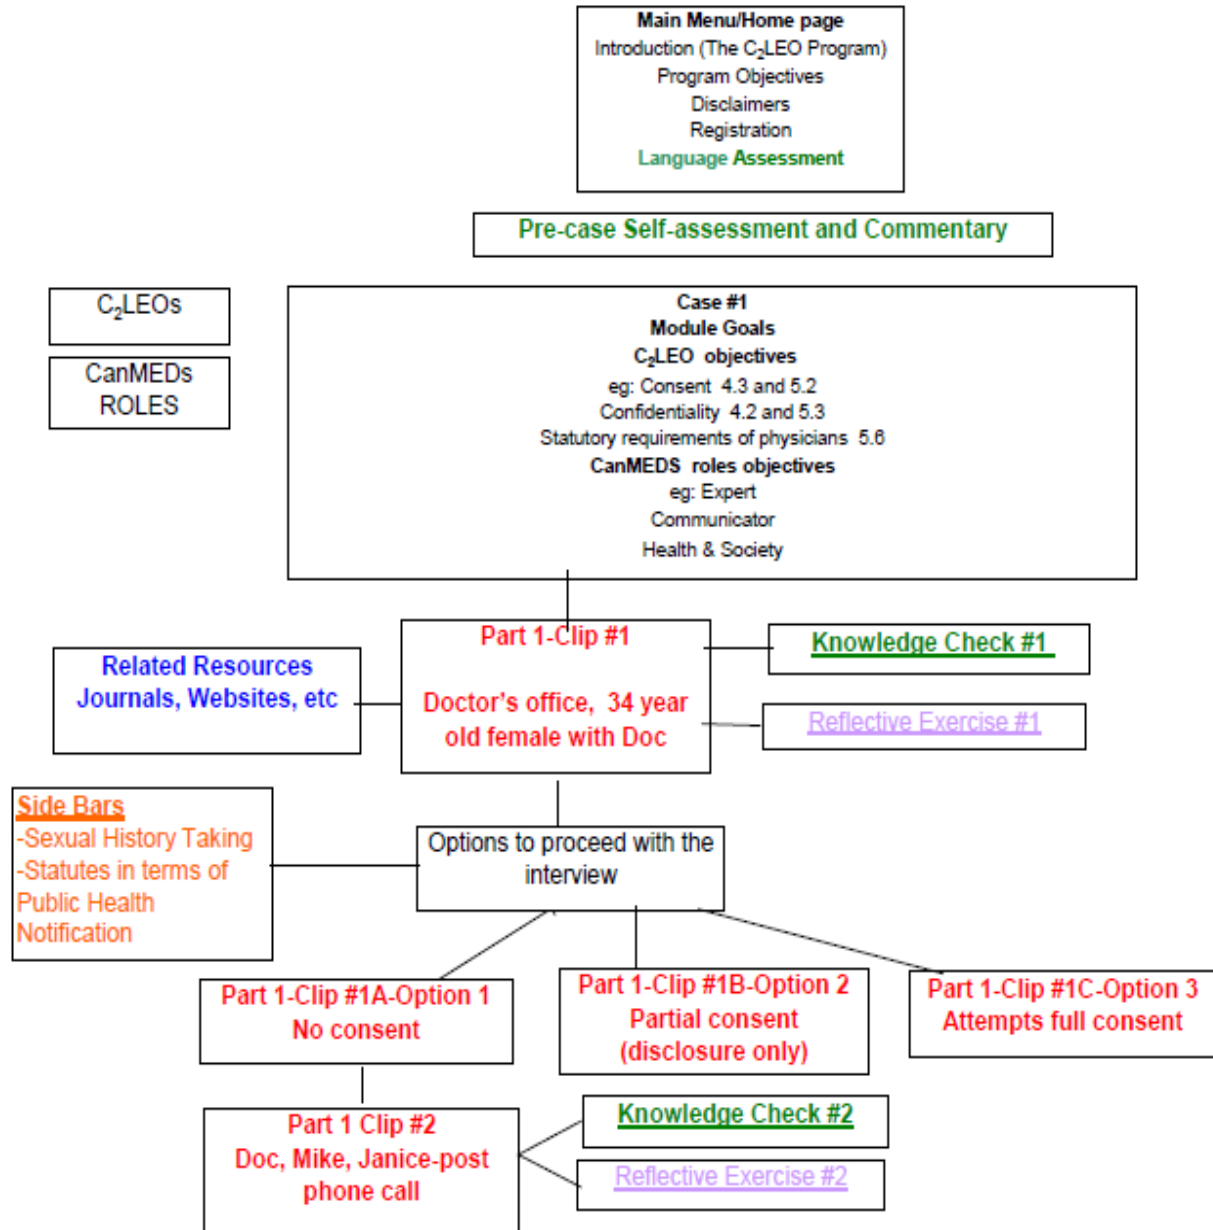 Main Menu/Home page
Introduction (The C₂LEO Program)
Program Objectives
Disclaimers
Registration
Language Assessment
Pre-case Self-assessment and Commentary
C₂LEOs
CanMEDs
ROLES
Case #1
Module Goals
C₂LEO objectives
eg: Consent 4.3 and 5.2
Confidentiality 4.2 and 5.3
Statutory requirements of physicians 5.6
CanMEDS roles objectives
eg: Expert
Communicator
Health & Society
Part 1-Clip #1
Doctor's office, 34 year
old female with Doc
Knowledge Check #1
Reflective Exercise #1
Related Resources
Journals, Websites, etc
Side Bars
-Sexual History Taking
-Statutes in terms of
Public Health
Notification
Options to proceed with the
interview
Part 1-Clip #1A-Option 1
No consent
Part 1-Clip #1B-Option 2
Partial consent
(disclosure only)
Part 1-Clip #1C-Option 3
Attempts full consent
Part 1 Clip #2
Doc, Mike, Janice-post
phone call
Knowledge Check #2
Reflective Exercise #2